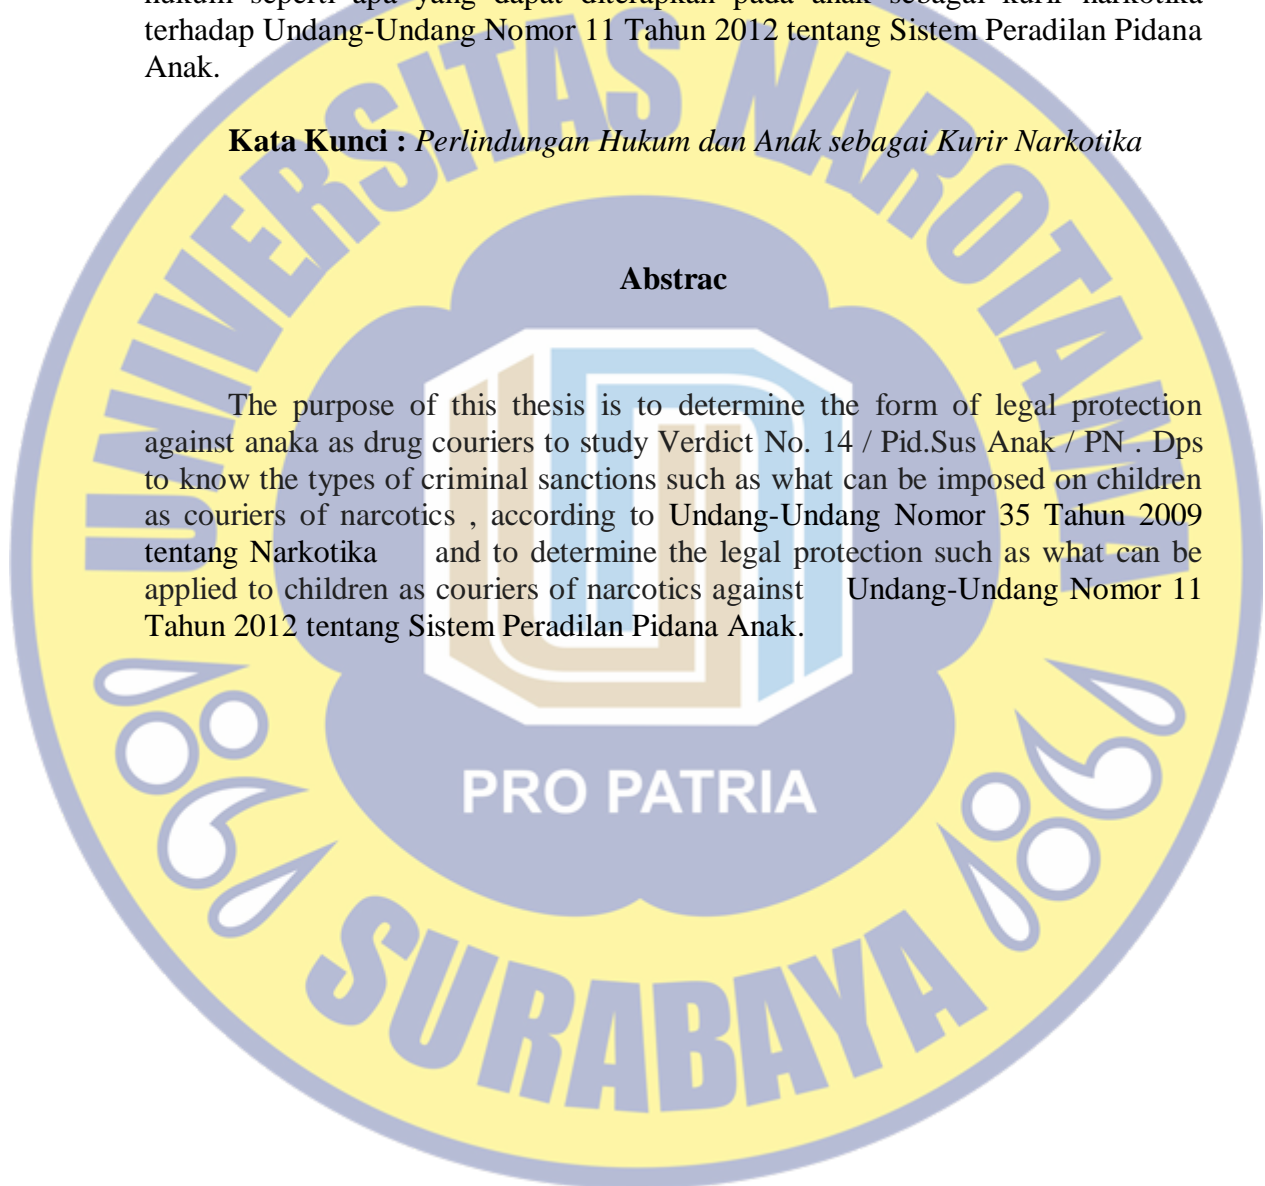 hukum seperti apa yang dapat diterapkan pada anak sebagai kurir narkotika
terhadap Undang-Undang Nomor 11 Tahun 2012 tentang Sistem Peradilan Pidana
Anak.
Kata Kunci : Perlindungan Hukum dan Anak sebagai Kurir Narkotika
Abstrac
The purpose of this thesis is to determine the form of legal protection
against anaka as drug couriers to study Verdict No. 14 / Pid.Sus Anak / PN . Dps
to know the types of criminal sanctions such as what can be imposed on children
as couriers of narcotics , according to Undang-Undang Nomor 35 Tahun 2009
tentang Narkotika and to determine the legal protection such as what can be
applied to children as couriers of narcotics against Undang-Undang Nomor 11
Tahun 2012 tentang Sistem Peradilan Pidana Anak.
UNIVERSITAS NAROTAMA
PRO PATRIA
SURABAYA